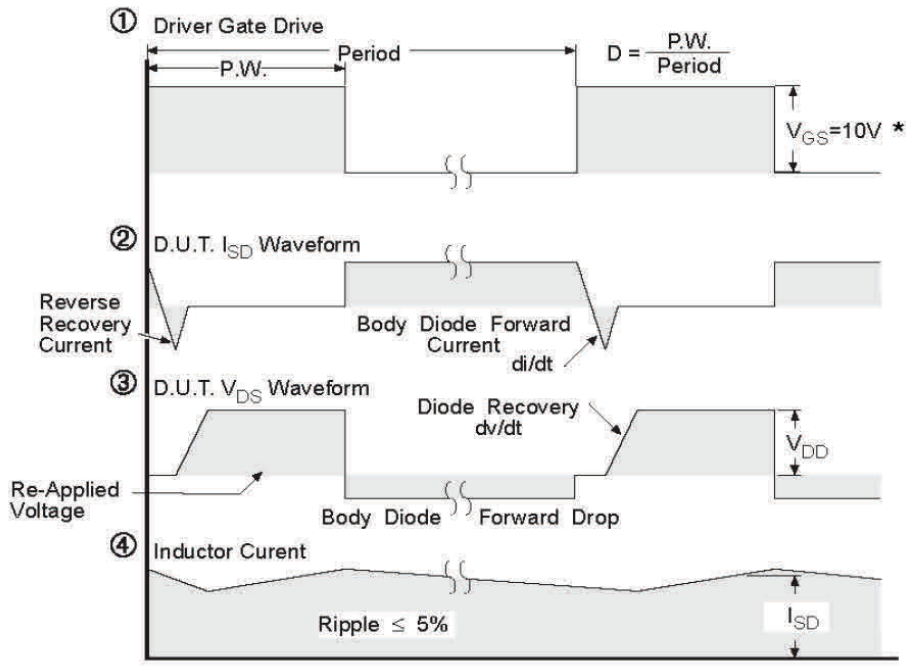 ① Driver Gate Drive
Period
P.W.
D = P.W.
Period
V_GS=10V *
② D.U.T. I_SD Waveform
Reverse
Recovery
Current
Body Diode Forward
Current
di/dt
③ D.U.T. V_DS Waveform
Diode Recovery
dv/dt
V_DD
Re-Applied
Voltage
Body Diode Forward Drop
④ Inductor Curent
Ripple ≤ 5%
I_SD